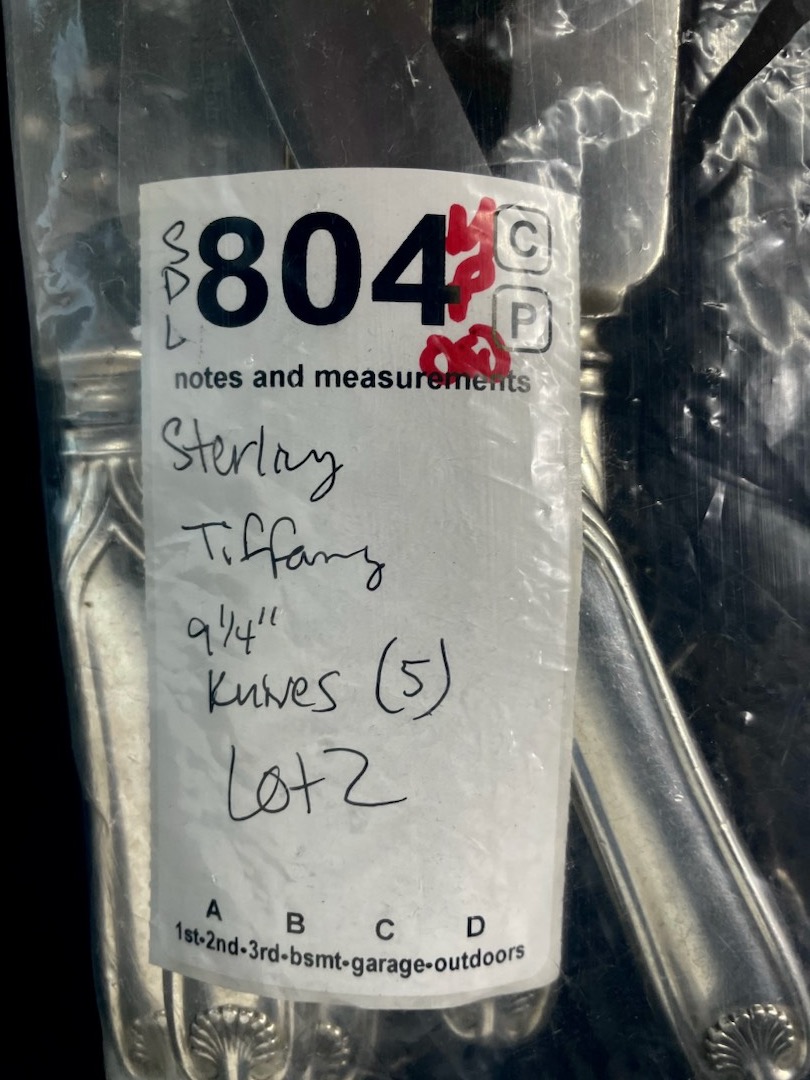 SDL
804
C
P
notes and measurements
Sterling
Tiffany
9 1/4"
Knives (5)
Lot 2
A B C D
1st•2nd•3rd•bsmt•garage•outdoors